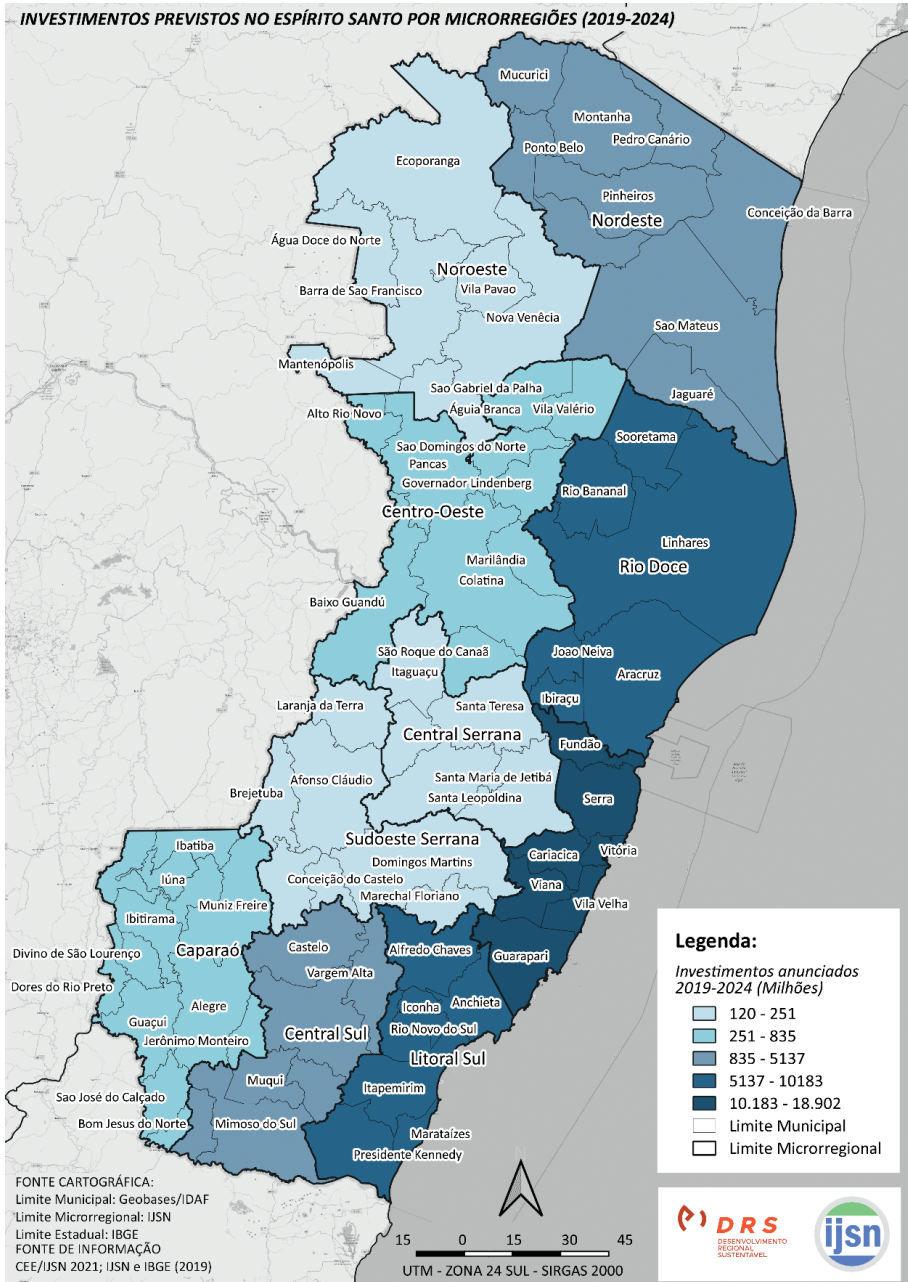 INVESTIMENTOS PREVISTOS NO ESPÍRITO SANTO POR MICRORREGIÕES (2019-2024)
Mucurici
Montanha
Ponto Belo
Pedro Canário
Ecoporanga
Pinheiros
Nordeste
Conceição da Barra
Água Doce do Norte
Noroeste
Vila Pavao
Barra de Sao Francisco
Nova Venêcia
Sao Mateus
Mantenópolis
Sao Gabriel da Palha
Jaguaré
Alto Rio Novo
Águia Branca
Vila Valério
Sooretama
Sao Domingos do Norte
Pancas
Governador Lindenberg
Rio Bananal
Centro-Oeste
Linhares
Marilândia
Rio Doce
Colatina
Baixo Guandú
São Roque do Canaã
Joao Neiva
Itaguaçu
Aracruz
Ibiraçu
Laranja da Terra
Santa Teresa
Central Serrana
Fundão
Afonso Cláudio
Santa Maria de Jetibá
Brejetuba
Santa Leopoldina
Serra
Sudoeste Serrana
Ibatiba
Vitória
Cariacica
Domingos Martins
Iúna
Conceição do Castelo
Viana
Marechal Floriano
Muniz Freire
Vila Velha
Ibitirama
Castelo
Alfredo Chaves
Caparaó
Divino de São Lourenço
Guarapari
Vargem Alta
Dores do Rio Preto
Anchieta
Alegre
Iconha
Guaçui
Rio Novo do Sul
Central Sul
Jerônimo Monteiro
Litoral Sul
Muqui
Itapemirim
Sao José do Calçado
Bom Jesus do Norte
Mimoso do Sul
Marataízes
Presidente Kennedy
Legenda:
Investimentos anunciados
2019-2024 (Milhões)
120 - 251
251 - 835
835 - 5137
5137 - 10183
10.183 - 18.902
Limite Municipal
Limite Microrregional
FONTE CARTOGRÁFICA:
Limite Municipal: Geobases/IDAF
Limite Microrregional: IJSN
Limite Estadual: IBGE
FONTE DE INFORMAÇÃO
CEE/IJSN 2021; IJSN e IBGE (2019)
15 0 15 30 45
UTM - ZONA 24 SUL - SIRGAS 2000
DRS
DESENVOLVIMENTO
REGIONAL
SUSTENTÁVEL
ijsn